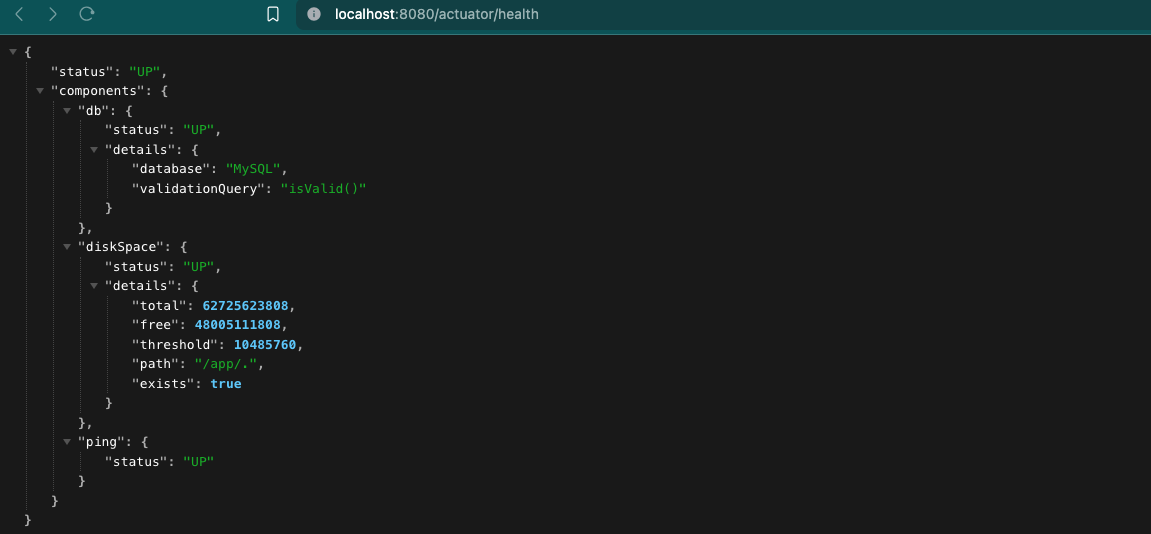 localhost:8080/actuator/health
{
"status": "UP",
"components": {
"db": {
"status": "UP",
"details": {
"database": "MySQL",
"validationQuery": "isValid()"
}
},
"diskSpace": {
"status": "UP",
"details": {
"total": 62725623808,
"free": 48005111808,
"threshold": 10485760,
"path": "/app/.",
"exists": true
}
},
"ping": {
"status": "UP"
}
}
}